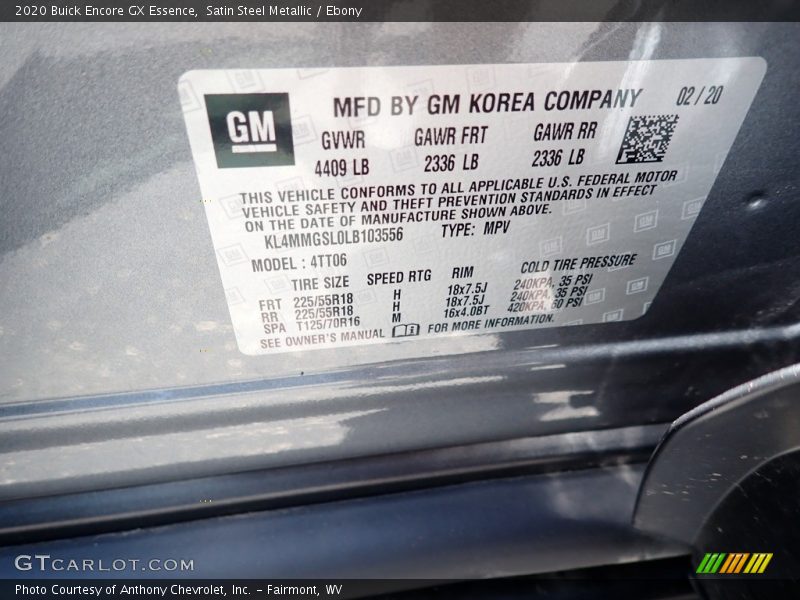 2020 Buick Encore GX Essence, Satin Steel Metallic / Ebony
GM
MFD BY GM KOREA COMPANY 02 / 20
GVWR GAWR FRT GAWR RR
4409 LB 2336 LB 2336 LB
THIS VEHICLE CONFORMS TO ALL APPLICABLE U.S. FEDERAL MOTOR
VEHICLE SAFETY AND THEFT PREVENTION STANDARDS IN EFFECT
ON THE DATE OF MANUFACTURE SHOWN ABOVE.
KL4MMGSL0LB103556 TYPE: MPV
MODEL : 4TT06
TIRE SIZE SPEED RTG RIM COLD TIRE PRESSURE
FRT 225/55R18 H 18x7.5J 240KPA, 35 PSI
RR 225/55R18 H 18x7.5J 240KPA, 35 PSI
SPA T125/70R16 M 16x4.0BT 420KPA, 60 PSI
SEE OWNER'S MANUAL FOR MORE INFORMATION.
GTCARLOT.COM
Photo Courtesy of Anthony Chevrolet, Inc. – Fairmont, WV